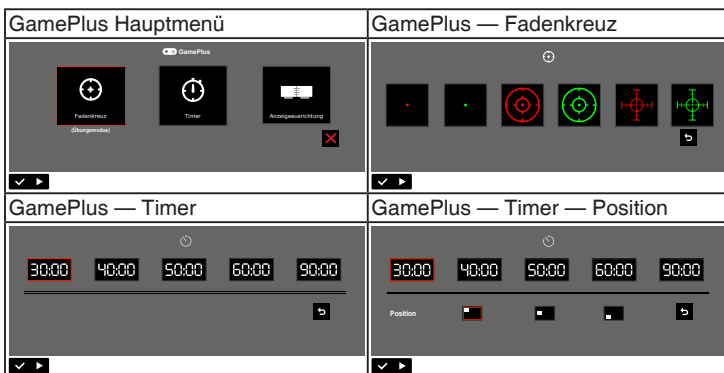 GamePlus Hauptmenü
GamePlus — Fadenkreuz
GamePlus
Fadenkreuz
Timer
Anzeigeausrichtung
(Übungsmodus)
GamePlus — Timer
GamePlus — Timer — Position
30:00 40:00 50:00 60:00 90:00
30:00 40:00 50:00 60:00 90:00
Position